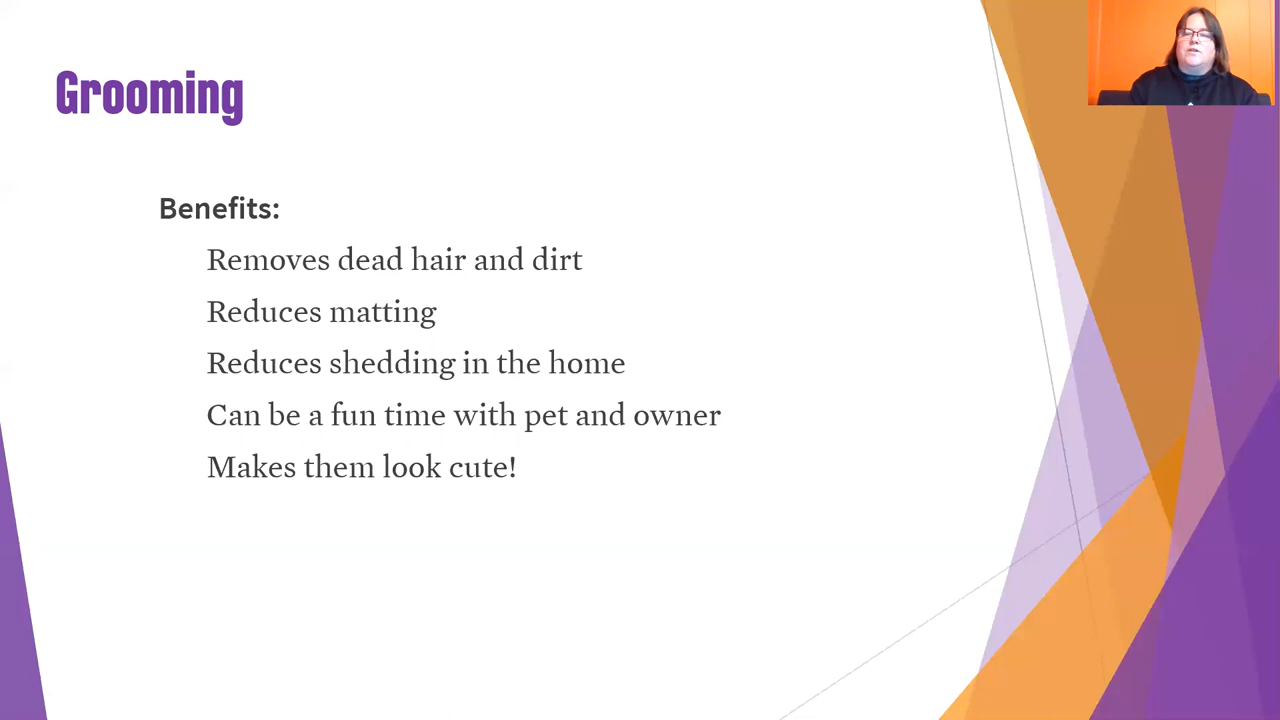 Grooming
Benefits:
Removes dead hair and dirt
Reduces matting
Reduces shedding in the home
Can be a fun time with pet and owner
Makes them look cute!